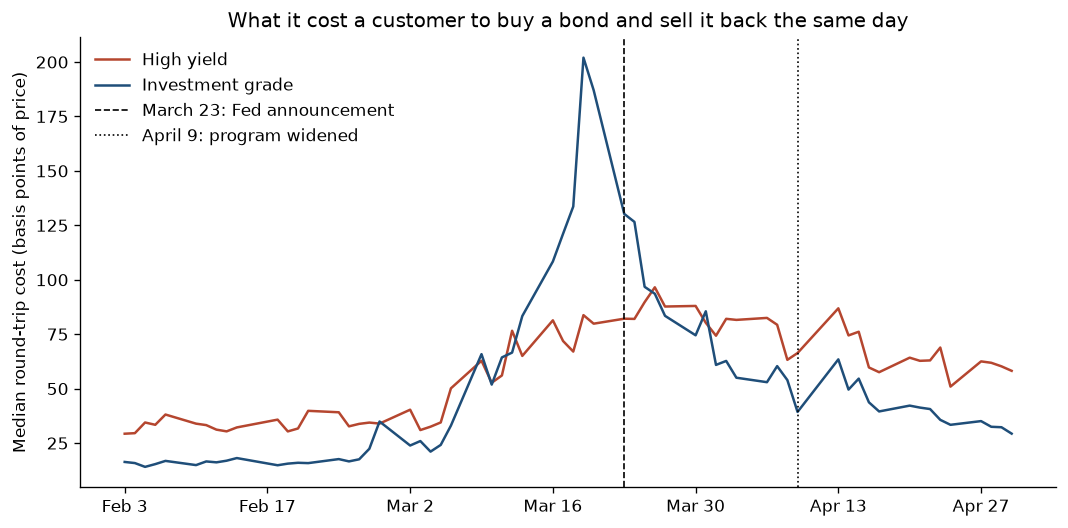 What it cost a customer to buy a bond and sell it back the same day
Median round-trip cost (basis points of price)
200
175
150
125
100
75
50
25
High yield
Investment grade
March 23: Fed announcement
April 9: program widened
Feb 3
Feb 17
Mar 2
Mar 16
Mar 30
Apr 13
Apr 27